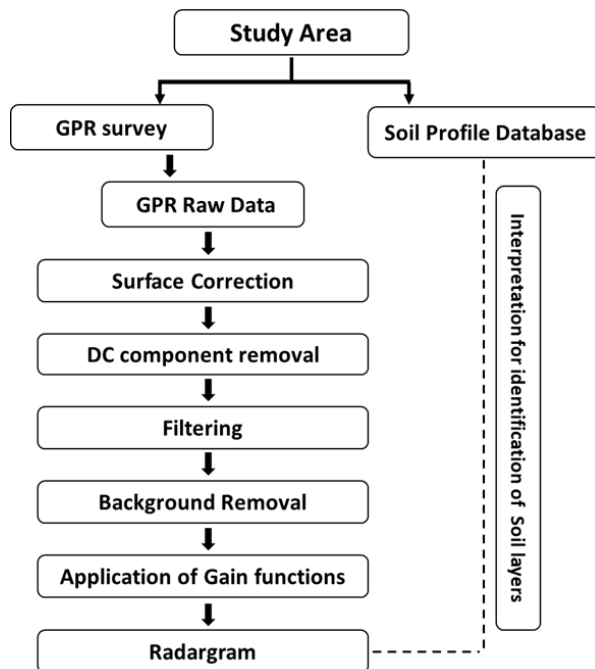 Study Area
GPR survey
Soil Profile Database
GPR Raw Data
Surface Correction
DC component removal
Filtering
Background Removal
Application of Gain functions
Radargram
Interpretation for identification of
Soil layers